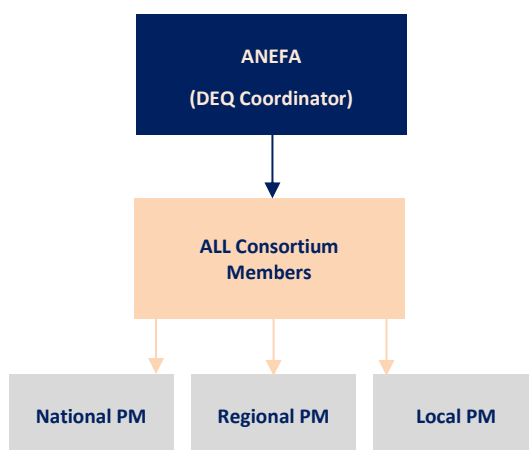 ANEFA
(DEQ Coordinator)
ALL Consortium
Members
National PM
Regional PM
Local PM